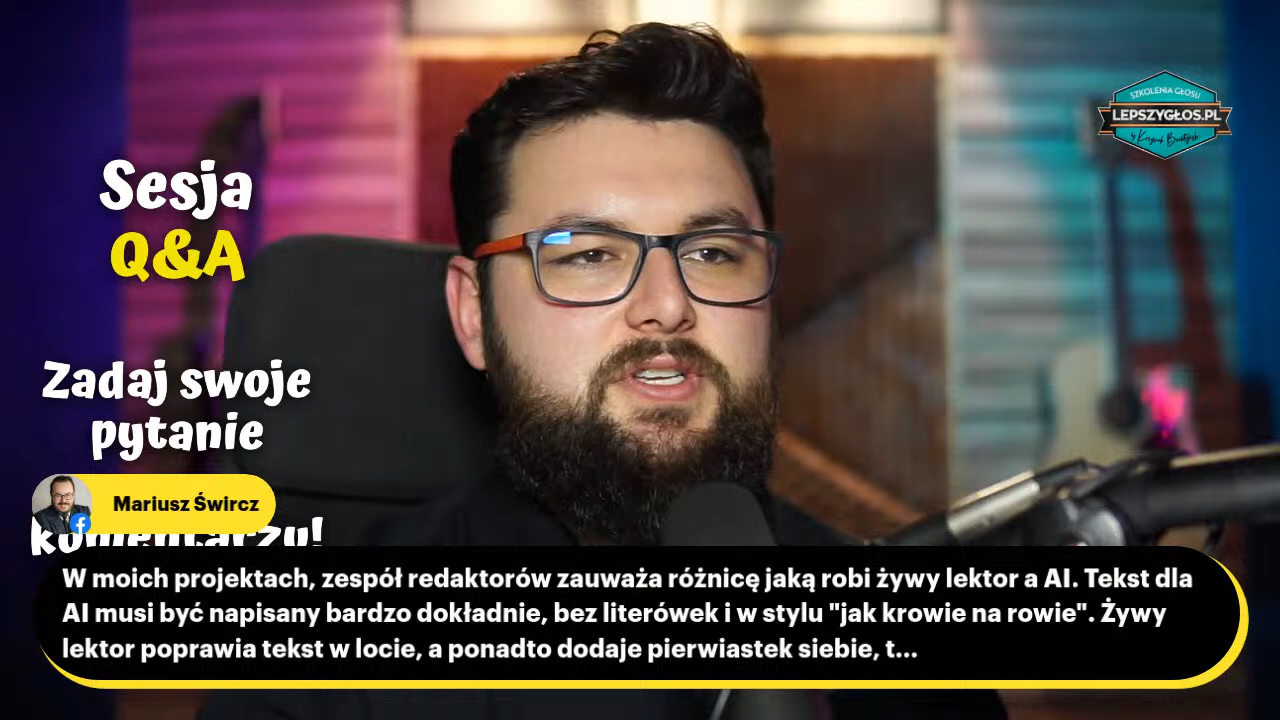 Sesja
Q&A
Zadaj swoje
pytanie
komentarzu!
SZKOLENIA GŁOSU
LEPSZYGŁOS.PL
Mariusz Śwircz
W moich projektach, zespół redaktorów zauważa różnicę jaką robi żywy lektor a AI. Tekst dla
AI musi być napisany bardzo dokładnie, bez literówek i w stylu "jak krowie na rowie". Żywy
lektor poprawia tekst w locie, a ponadto dodaje pierwiastek siebie, t...